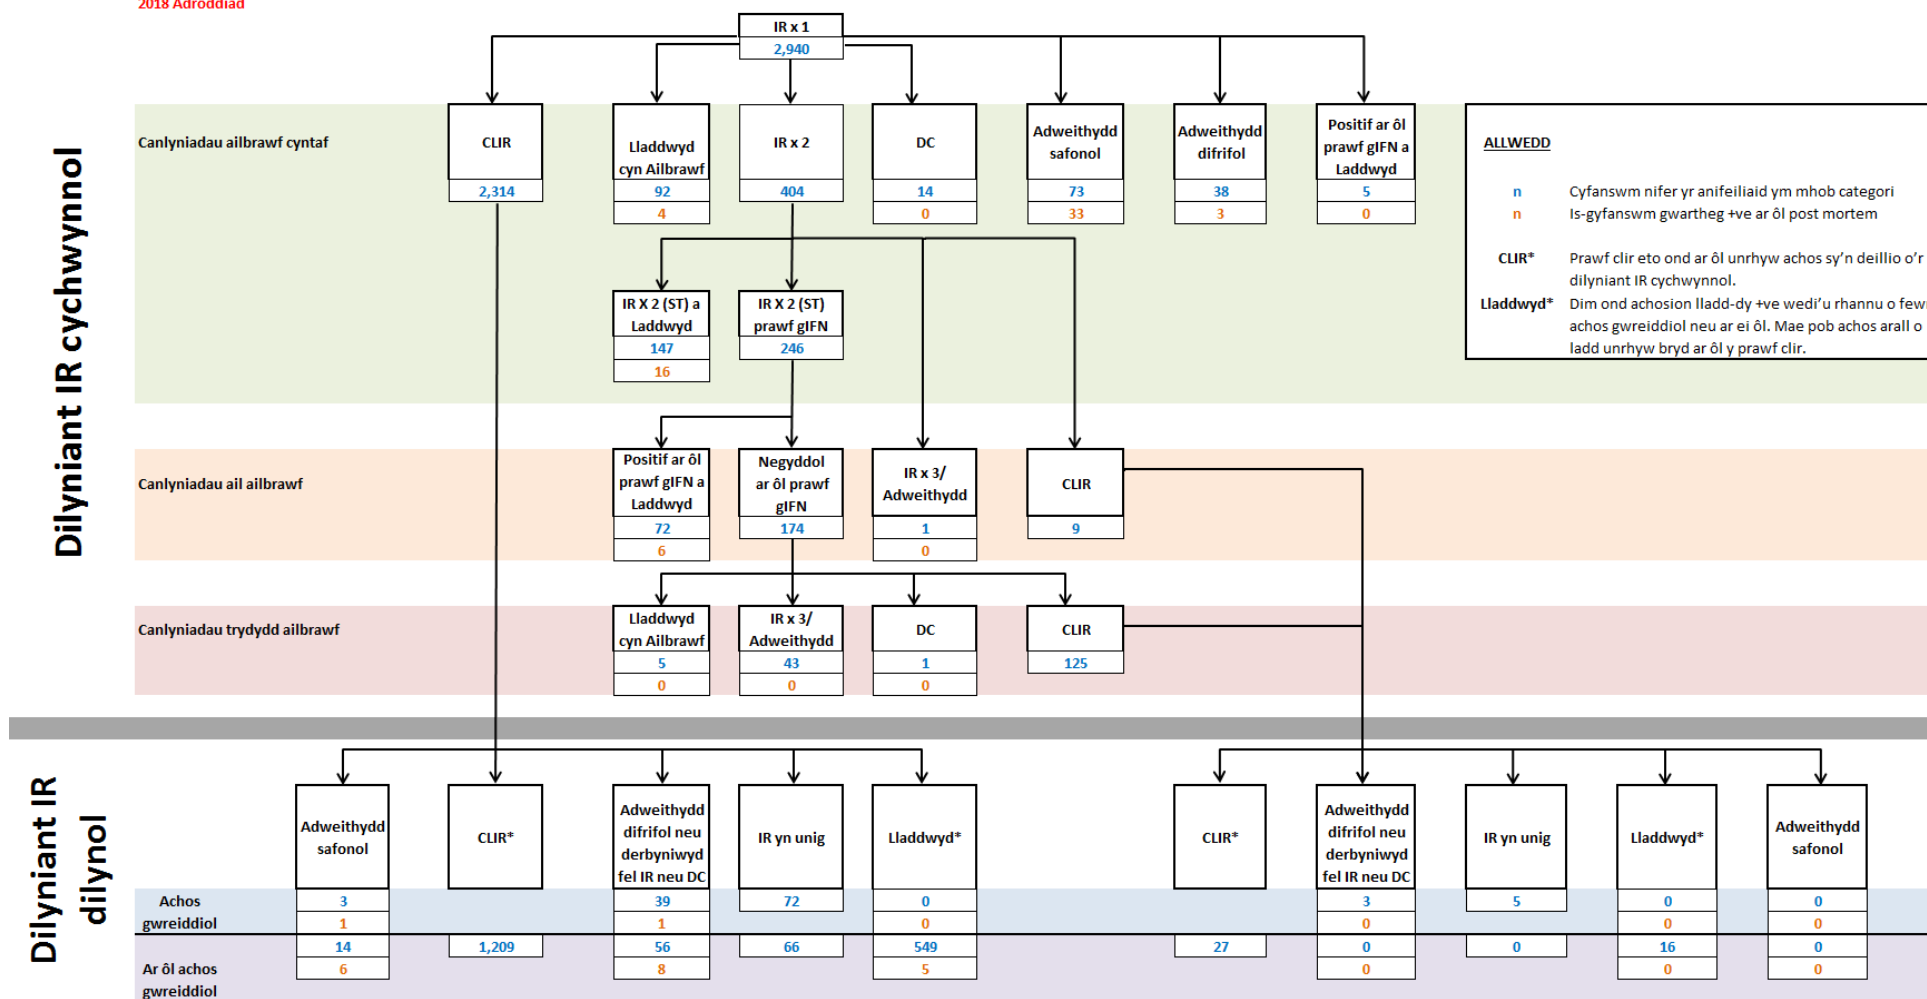 2018 Adroddiad
IR x 1
2,940
Dilyniant IR cychwynnol
Canlyniadau ailbrawf cyntaf
CLIR
2,314
Lladdwyd
cyn Ailbrawf
92
4
IR x 2
404
DC
14
0
Adweithydd
safonol
73
33
Adweithydd
difrifol
38
3
Positif ar ôl
prawf gIFN a
Laddwyd
5
0
ALLWEDD
n Cyfanswm nifer yr anifeiliaid ym mhob categori
n Is-gyfanswm gwartheg +ve ar ôl post mortem
CLIR* Prawf clir eto ond ar ôl unrhyw achos sy'n deillio o'r
dilyniant IR cychwynnol.
Lladdwyd* Dim ond achosion lladd-dy +ve wedi'u rhannu o fewn
achos gwreiddiol neu ar ei ôl. Mae pob achos arall o
ladd unrhyw bryd ar ôl y prawf clir.
IR X 2 (ST) a
Laddwyd
147
16
IR X 2 (ST)
prawf gIFN
246
Canlyniadau ail ailbrawf
Positif ar ôl
prawf gIFN a
Laddwyd
72
6
Negyddol
ar ôl prawf
gIFN
174
IR x 3/
Adweithydd
1
0
CLIR
9
Canlyniadau trydydd ailbrawf
Lladdwyd
cyn Ailbrawf
5
0
IR x 3/
Adweithydd
43
0
DC
1
0
CLIR
125
Dilyniant IR
dilynol
Adweithydd
safonol
CLIR*
Adweithydd
difrifol neu
derbyniwyd
fel IR neu DC
IR yn unig
Lladdwyd*
CLIR*
Adweithydd
difrifol neu
derbyniwyd
fel IR neu DC
IR yn unig
Lladdwyd*
Adweithydd
safonol
Achos
gwreiddiol
3 39 72 0 3 5 0 0
1 1 0 0 0 0
Ar ôl achos
gwreiddiol
14 1,209 56 66 549 27 0 0 16 0
6 8 5 0 0 0